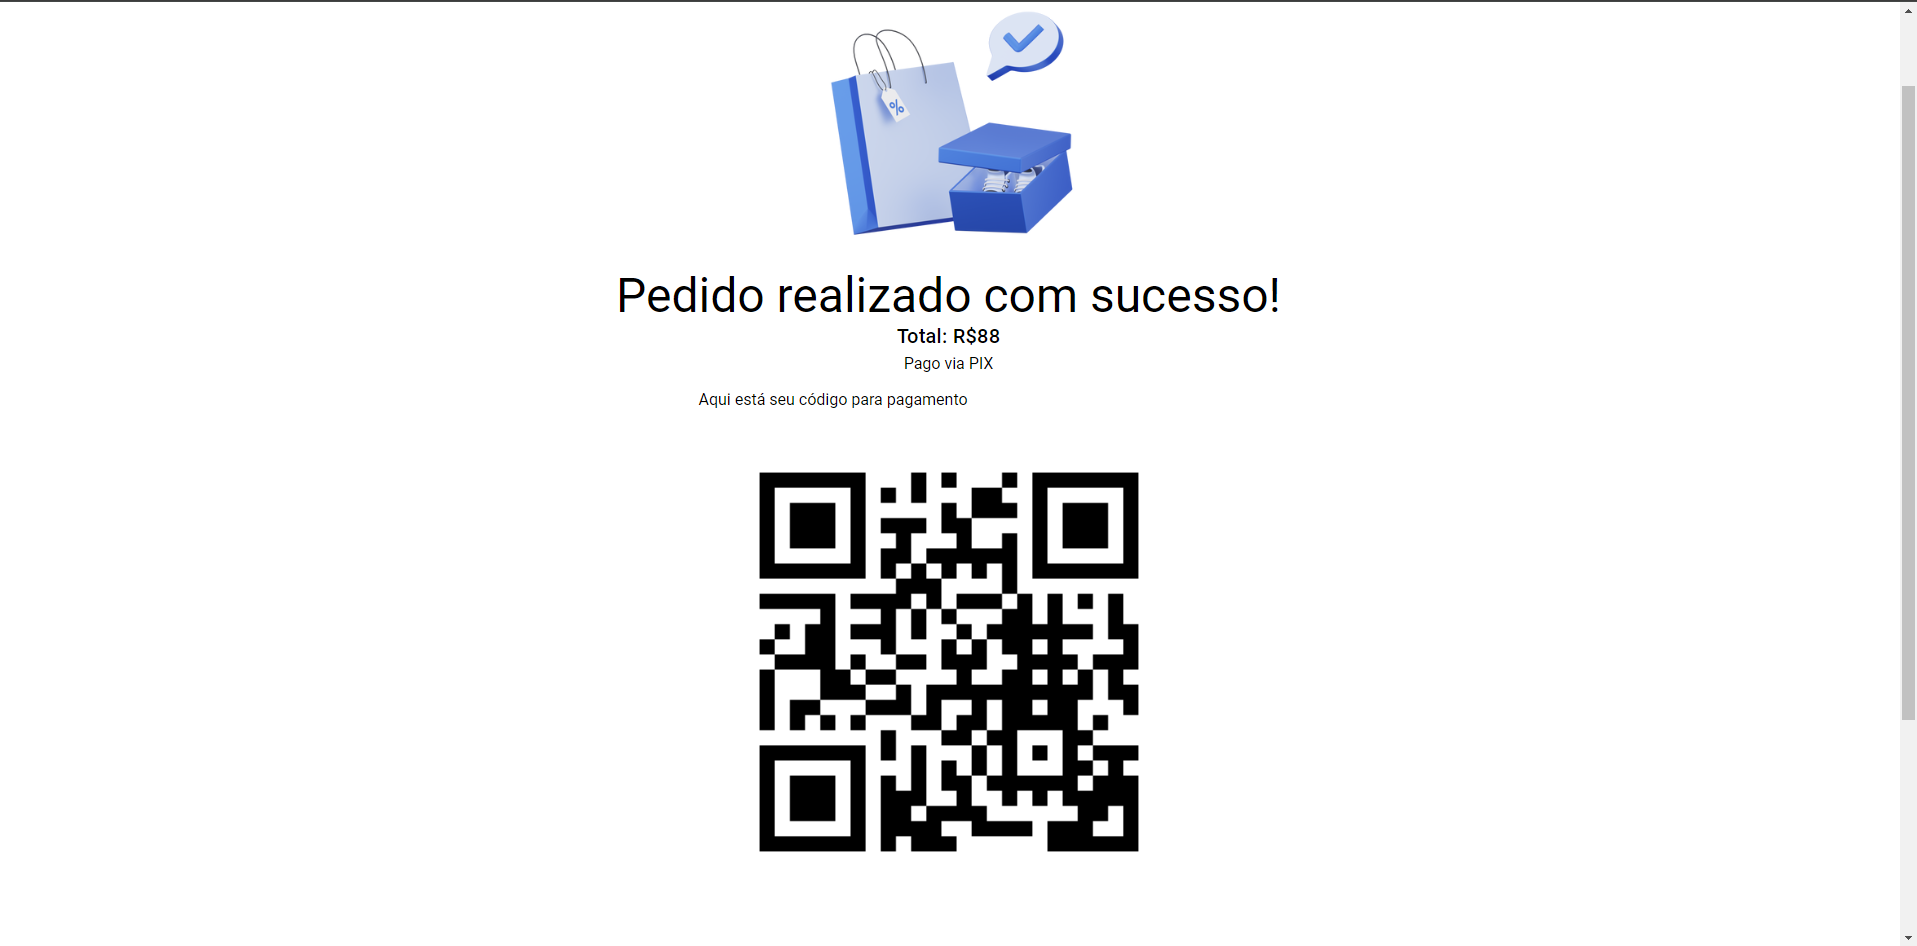 %
Pedido realizado com sucesso!
Total: R$88
Pago via PIX
Aqui está seu código para pagamento